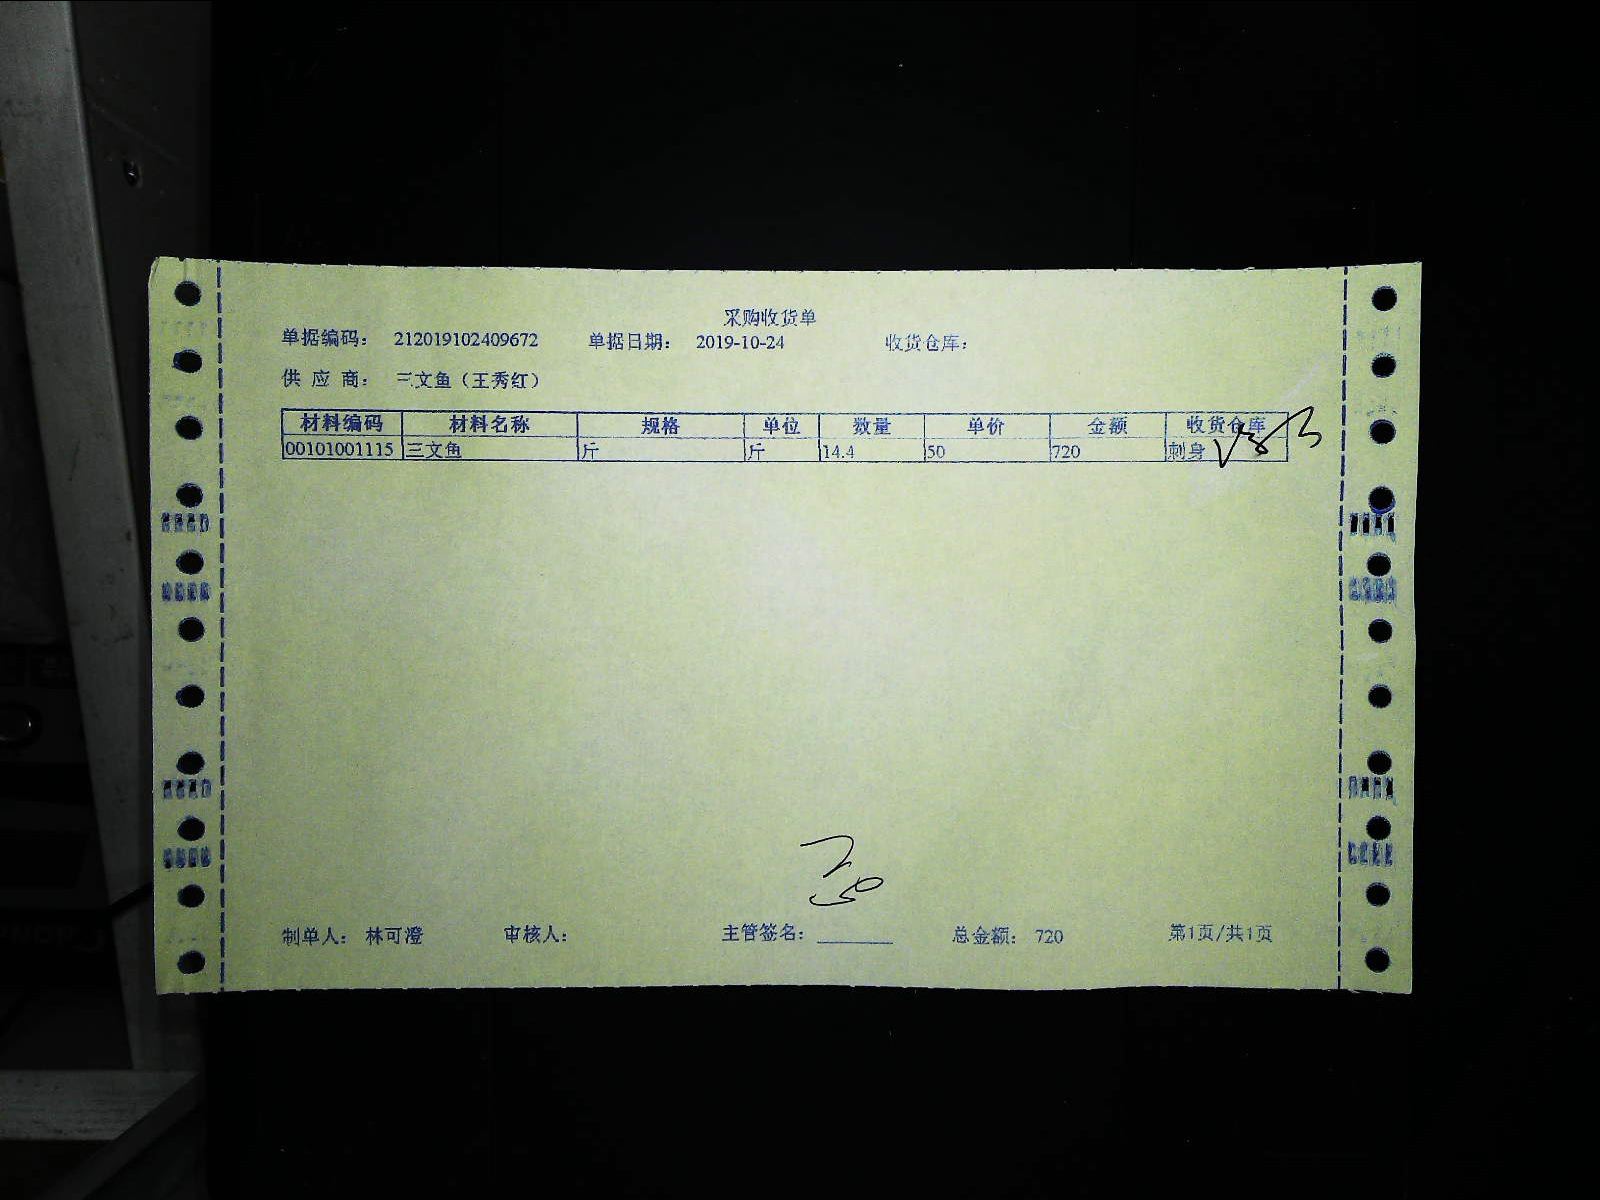 采购收货单
单据编码： 212019102409672 单据日期： 2019-10-24 收货仓库：
供 应 商： 三文鱼（王秀红）
材料编码 材料名称 规格 单位 数量 单价 金额 收货仓库
00101001115 三文鱼 斤 斤 14.4 50 720 刺身
制单人： 林可澄 审核人： 主管签名：________ 总金额： 720 第1页/共1页